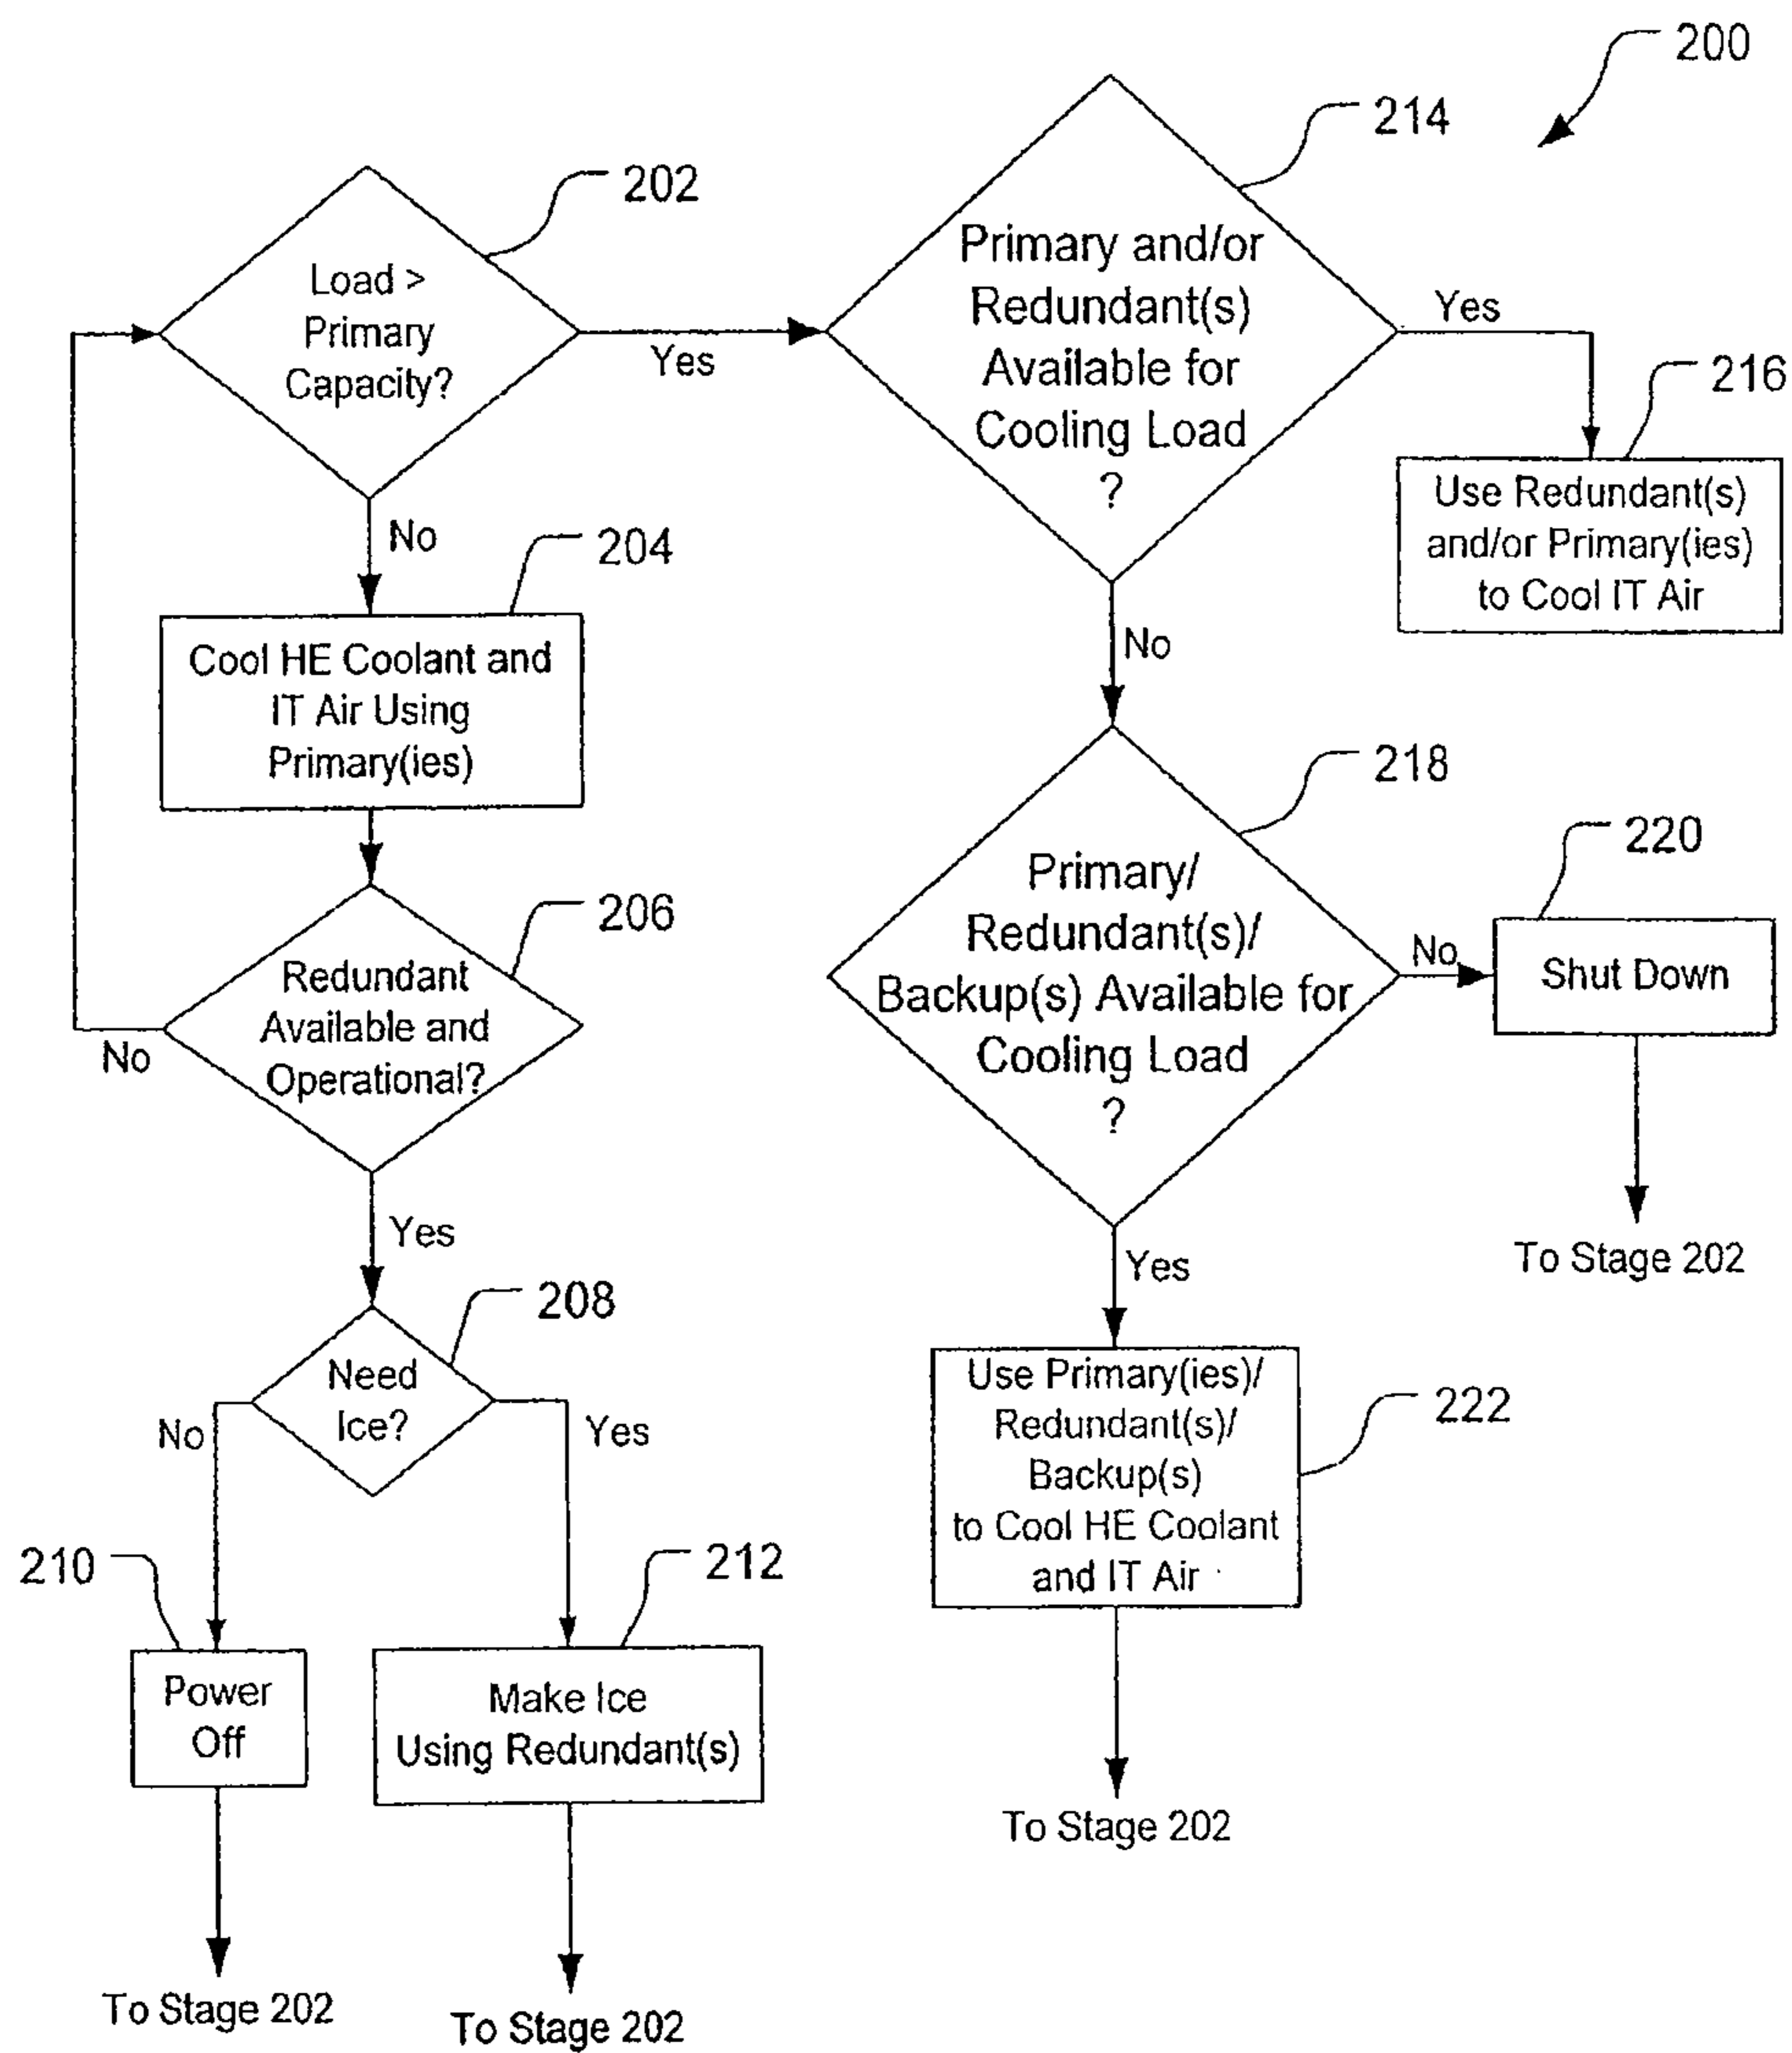 200
214
202
Primary and/or
Redundant(s)
Available for
Cooling Load
?
Load >
Primary
Capacity?
Yes
Yes
216
Use Redundant(s)
and/or Primary(ies)
to Cool IT Air
No
204
Cool HE Coolant and
IT Air Using
Primary(ies)
No
218
206
Redundant
Available and
Operational?
No
Primary/
Redundant(s)/
Backup(s) Available for
Cooling Load
?
No
220
Shut Down
To Stage 202
Yes
Yes
208
Need
Ice?
No
Yes
Use Primary(ies)/
Redundant(s)/
Backup(s)
to Cool HE Coolant
and IT Air
222
210
212
Power
Off
Make Ice
Using Redundant(s)
To Stage 202
To Stage 202
To Stage 202